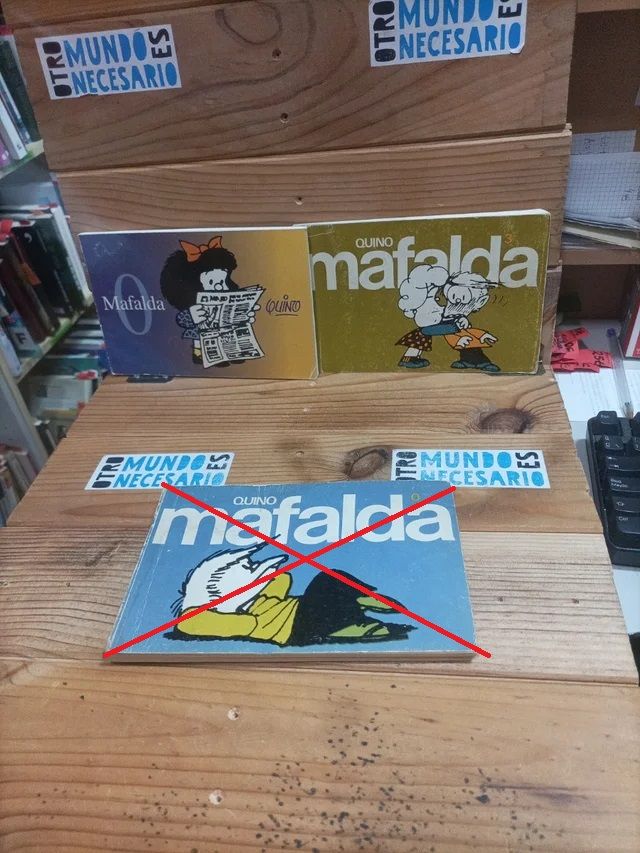 OTRO MUNDO ES NECESARIO
OTRO MUNDO ES NECESARIO
Mafalda
0
QUINO
QUINO
mafalda
3
OTRO MUNDO ES NECESARIO
OTRO MUNDO ES NECESARIO
QUINO
mafalda